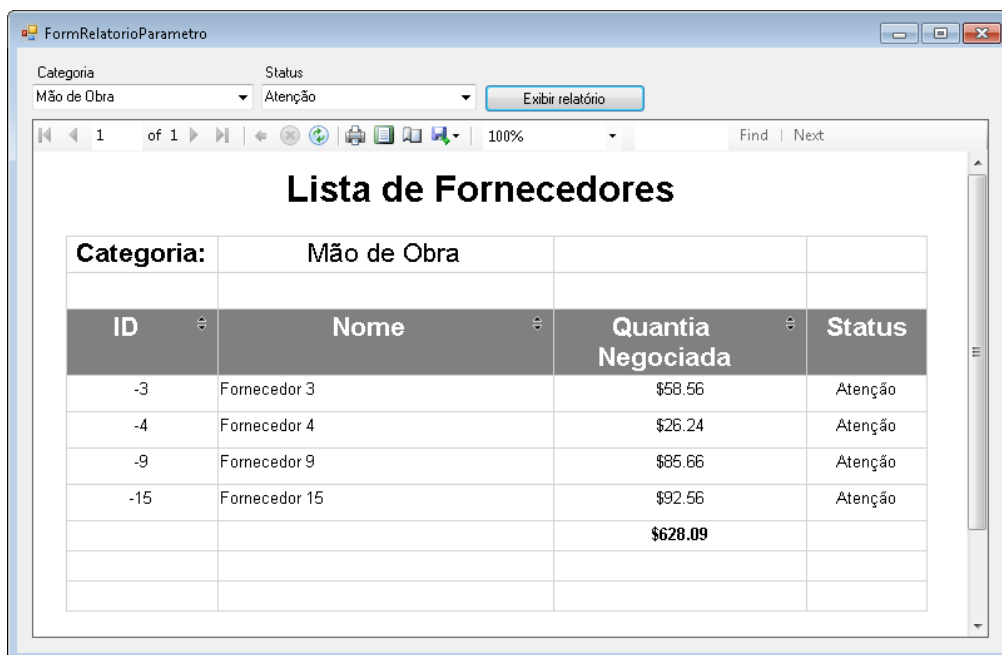 FormRelatorioParametro
Categoria Status
Mão de Obra Atenção Exibir relatório
1 of 1 100% Find | Next
Lista de Fornecedores
Categoria: Mão de Obra
ID Nome Quantia Negociada Status
-3 Fornecedor 3 $58.56 Atenção
-4 Fornecedor 4 $26.24 Atenção
-9 Fornecedor 9 $85.66 Atenção
-15 Fornecedor 15 $92.56 Atenção
$628.09